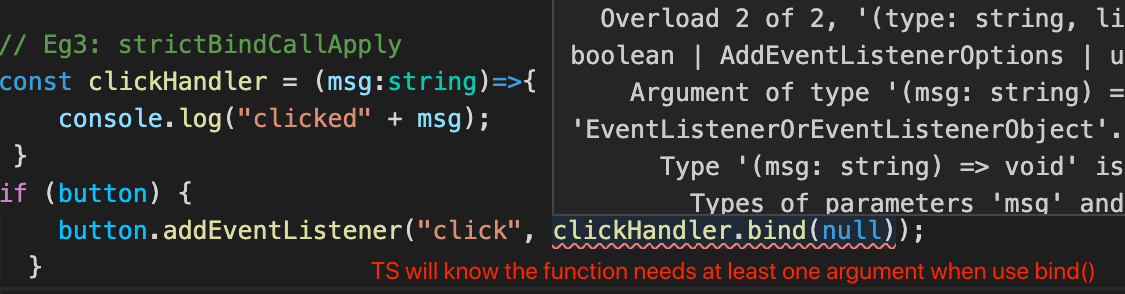 // Eg3: strictBindCallApply
const clickHandler = (msg:string)=>{
console.log("clicked" + msg);
}
if (button) {
button.addEventListener("click", clickHandler.bind(null));
}
Overload 2 of 2, '(type: string, li
boolean | AddEventListenerOptions | u
Argument of type '(msg: string) =
'EventListenerOrEventListenerObject'.
Type '(msg: string) => void' is
Types of parameters 'msg' and
TS will know the function needs at least one argument when use bind()